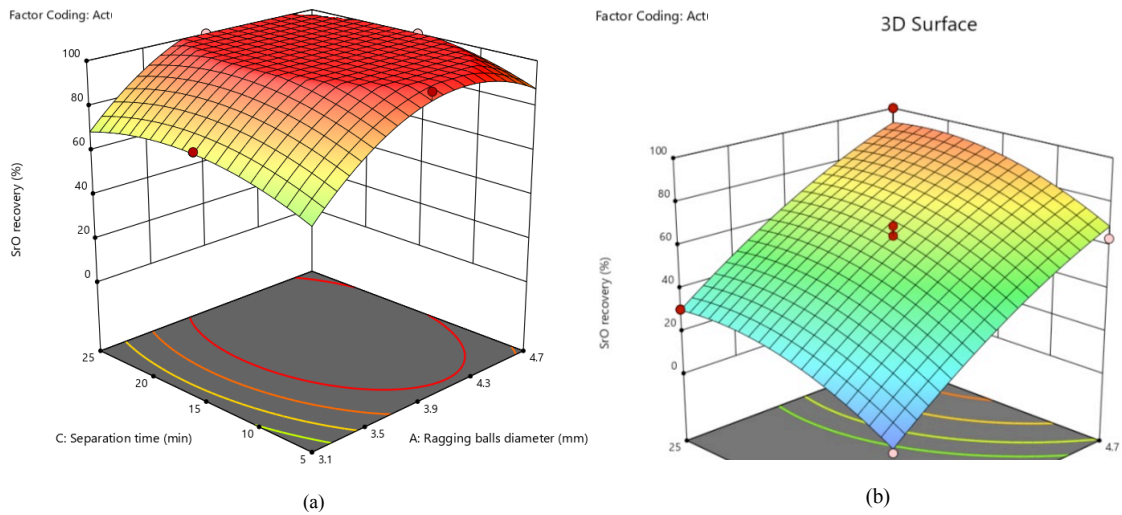 Factor Coding: Actu
100
80
60
40
20
0
SrO recovery (%)
25
20
15
10
5
3.1
3.5
3.9
4.3
4.7
C: Separation time (min)
A: Ragging balls diameter (mm)
(a)
Factor Coding: Actu
3D Surface
100
80
60
40
20
0
SrO recovery (%)
25
4.7
(b)